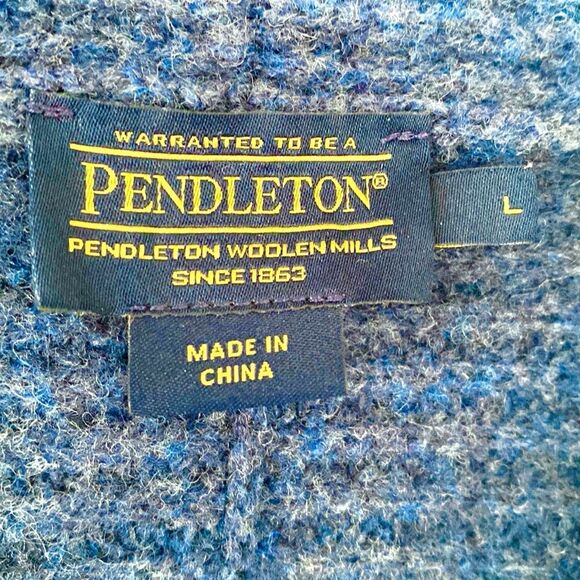 WARRANTED TO BE A
PENDLETON®
PENDLETON WOOLEN MILLS
SINCE 1863
L
MADE IN
CHINA